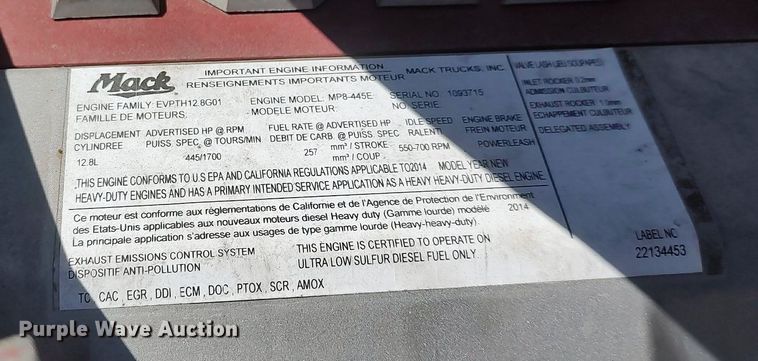 Mack
IMPORTANT ENGINE INFORMATION MACK TRUCKS, INC.
RENSEIGNEMENTS IMPORTANTS MOTEUR
ENGINE FAMILY: EVPTH12.8G01 ENGINE MODEL: MP8-445E SERIAL NO: 1093715
FAMILLE DE MOTEURS: MODELE MOTEUR: NO. SERIE:
DISPLACEMENT ADVERTISED HP @ RPM FUEL RATE @ ADVERTISED HP IDLE SPEED ENGINE BRAKE
CYLINDREE PUISS. SPEC. @ TOURS/MIN DEBIT DE CARB. @ PUISS. SPEC. RALENTI FREIN MOTEUR
12.8L 445/1700 257 mm³ / STROKE 550-700 RPM POWERLEASH
mm³ / COUP
THIS ENGINE CONFORMS TO U S EPA AND CALIFORNIA REGULATIONS APPLICABLE TO2014 MODEL YEAR NEW
HEAVY-DUTY ENGINES AND HAS A PRIMARY INTENDED SERVICE APPLICATION AS A HEAVY HEAVY-DUTY DIESEL ENGINE
Ce moteur est conforme aux règlementations de Californie et de l'Agence de Protection de l'Environment
des Etats-Unis applicables aux nouveaux moteurs diesel Heavy duty (Gamme lourde) modèle 2014
La principale application s'adresse aux usages de type gamme lourde (Heavy-heavy-duty).
EXHAUST EMISSIONS CONTROL SYSTEM THIS ENGINE IS CERTIFIED TO OPERATE ON
DISPOSITIF ANTI-POLLUTION ULTRA LOW SULFUR DIESEL FUEL ONLY
TC, CAC, EGR, DDI, ECM, DOC, PTOX, SCR, AMOX
VALVE LASH
INLET ROCKER 0.2mm
ADMISSION CULBUTEUR
EXHAUST ROCKER
ECHAPPEMENT CULBUTEUR
DELEGATED ASSEMBLY
LABEL NO
22134453
Purple Wave Auction